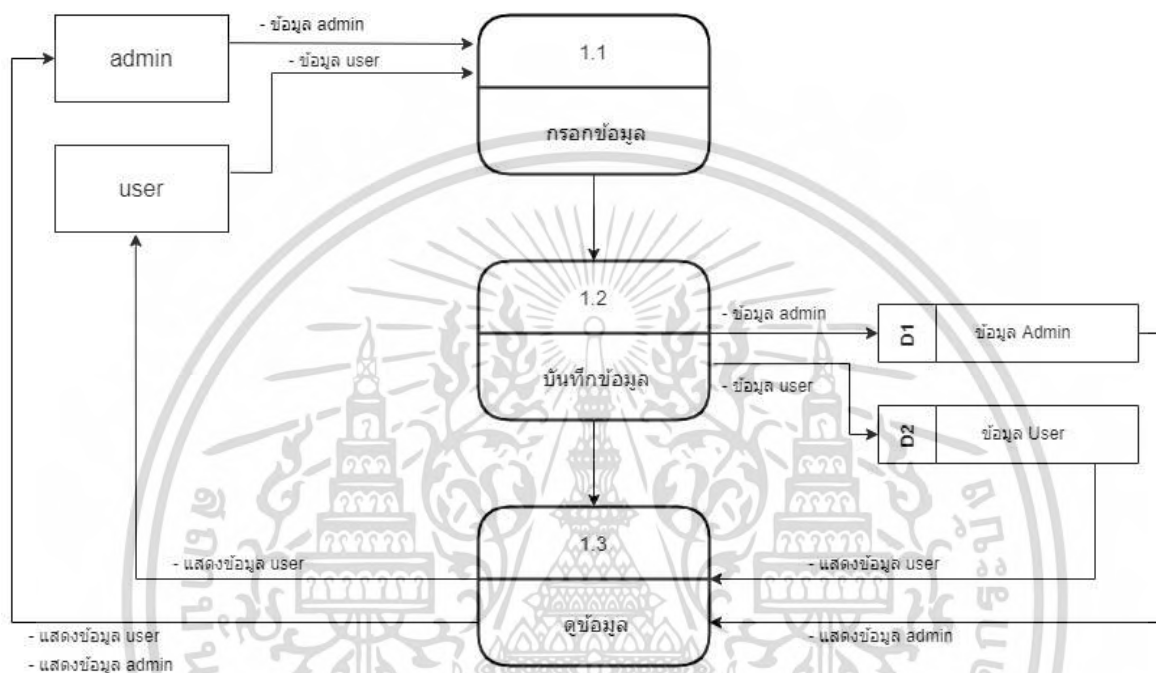 admin
- ข้อมูล admin
1.1
- ข้อมูล user
กรอกข้อมูล
user
1.2
- ข้อมูล admin
D1
ข้อมูล Admin
บันทึกข้อมูล
- ข้อมูล user
D2
ข้อมูล User
1.3
- แสดงข้อมูล user
- แสดงข้อมูล user
ดูข้อมูล
- แสดงข้อมูล user
- แสดงข้อมูล admin
- แสดงข้อมูล admin